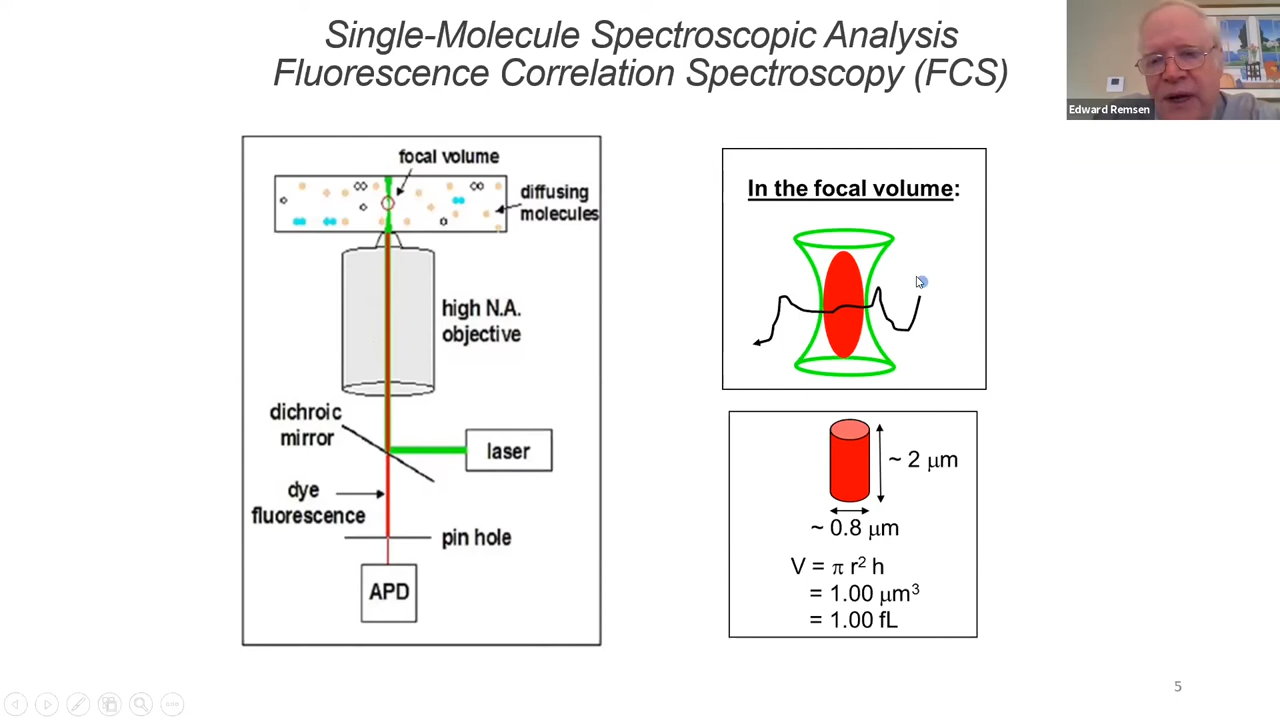 Single-Molecule Spectroscopic Analysis
Fluorescence Correlation Spectroscopy (FCS)
Edward Remsen
focal volume
diffusing
molecules
high N.A.
objective
dichroic
mirror
laser
dye
fluorescence
pin hole
APD
In the focal volume:
~ 2 μm
~ 0.8 μm
V = π r² h
= 1.00 μm³
= 1.00 fL
5